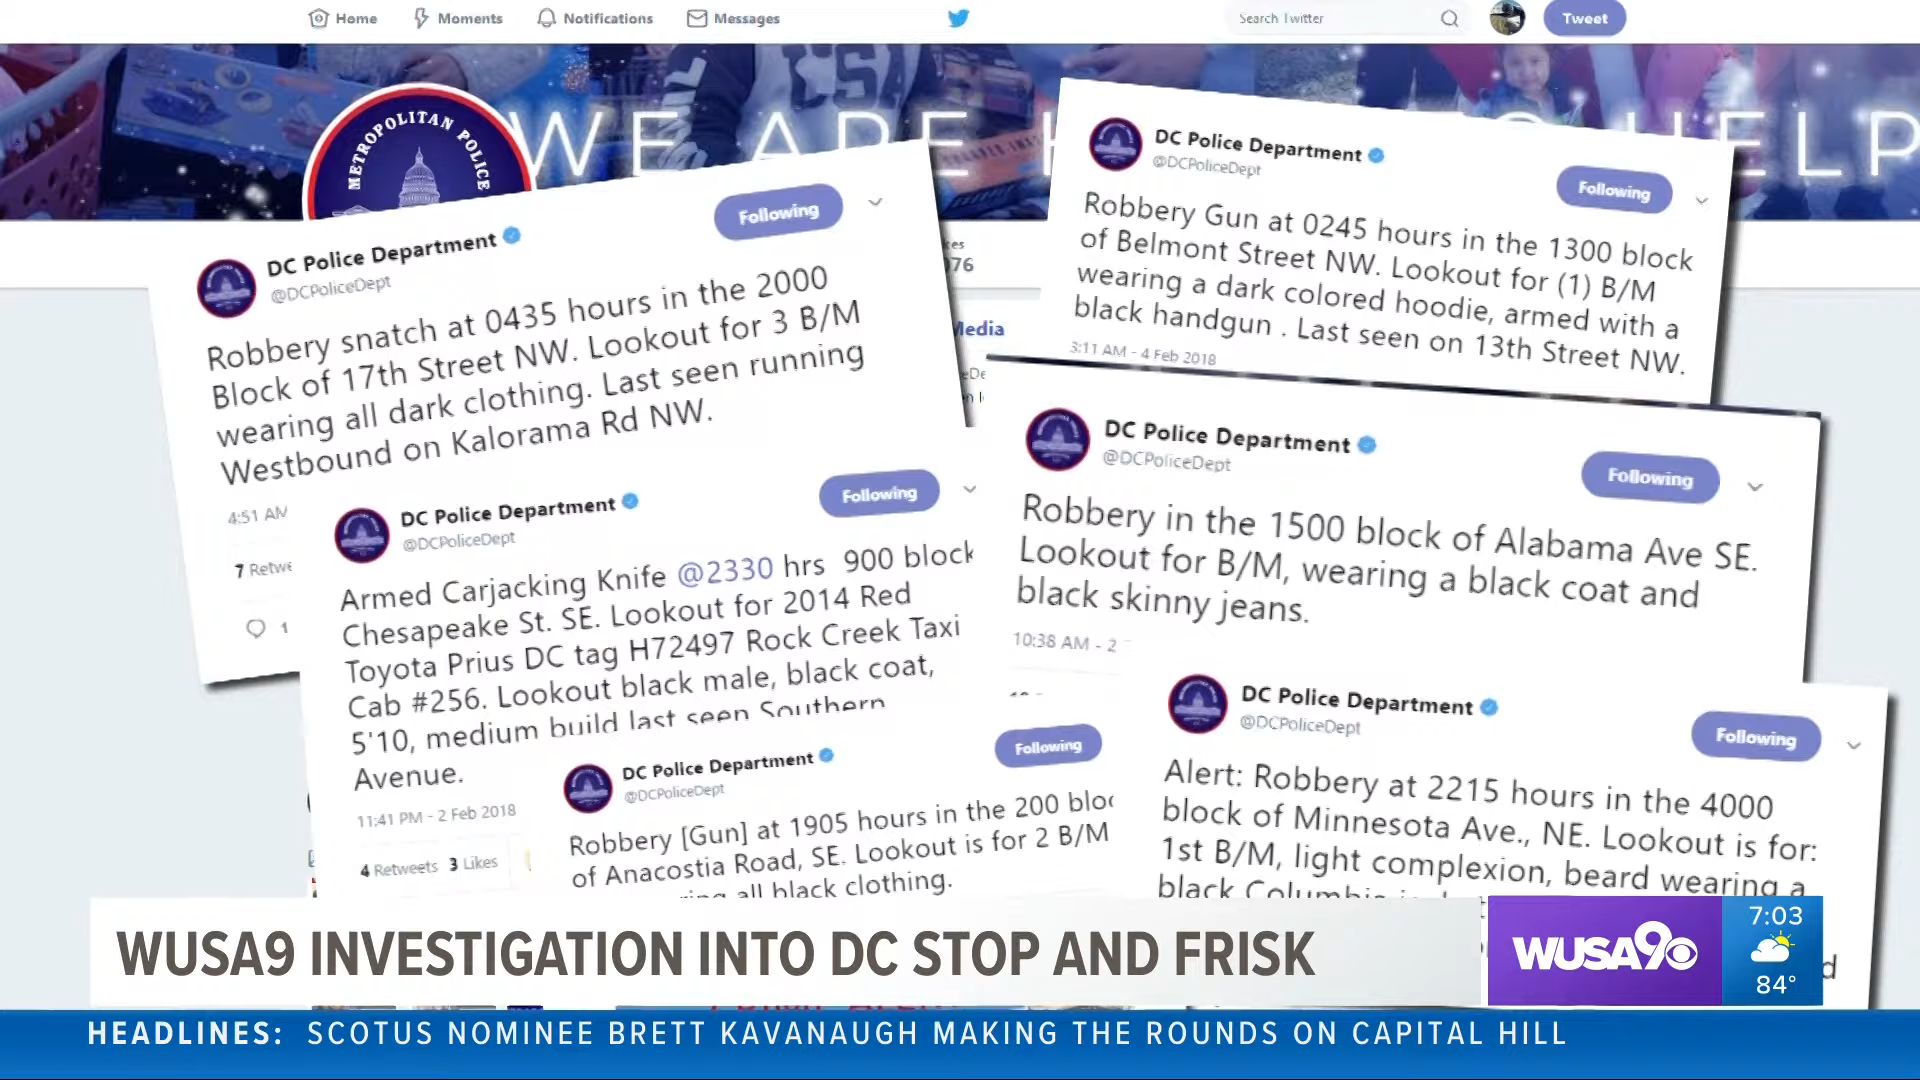 Home
Moments
Notifications
Messages
Search Twitter
Tweet
WE ARE
HELP
METROPOLITAN POLICE
DC Police Department
@DCPoliceDept
Following
Robbery snatch at 0435 hours in the 2000
Block of 17th Street NW. Lookout for 3 B/M
wearing all dark clothing. Last seen running
Westbound on Kalorama Rd NW.
4:51 AM
7
1
DC Police Department
@DCPoliceDept
Following
Robbery Gun at 0245 hours in the 1300 block
of Belmont Street NW. Lookout for (1) B/M
wearing a dark colored hoodie, armed with a
black handgun . Last seen on 13th Street NW.
3:11 AM - 4 Feb 2018
Media
DC Police Department
@DCPoliceDept
Following
Armed Carjacking Knife @2330 hrs 900 block
Chesapeake St. SE. Lookout for 2014 Red
Toyota Prius DC tag H72497 Rock Creek Taxi
Cab #256. Lookout black male, black coat,
5'10, medium build last seen Southern
Avenue.
11:41 PM - 2 Feb 2018
4 Retweets 3 Likes
DC Police Department
@DCPoliceDept
Following
Robbery in the 1500 block of Alabama Ave SE.
Lookout for B/M, wearing a black coat and
black skinny jeans.
10:38 AM - 2
DC Police Department
@DCPoliceDept
Following
Robbery [Gun] at 1905 hours in the 200
of Anacostia Road, SE. Lookout is for 2 B/M
all black clothing.
DC Police Department
@DCPoliceDept
Following
Alert: Robbery at 2215 hours in the 4000
block of Minnesota Ave., NE. Lookout is for:
1st B/M, light complexion, beard wearing a
black
WUSA9 INVESTIGATION INTO DC STOP AND FRISK
WUSA9
7:03
84°
HEADLINES: SCOTUS NOMINEE BRETT KAVANAUGH MAKING THE ROUNDS ON CAPITAL HILL